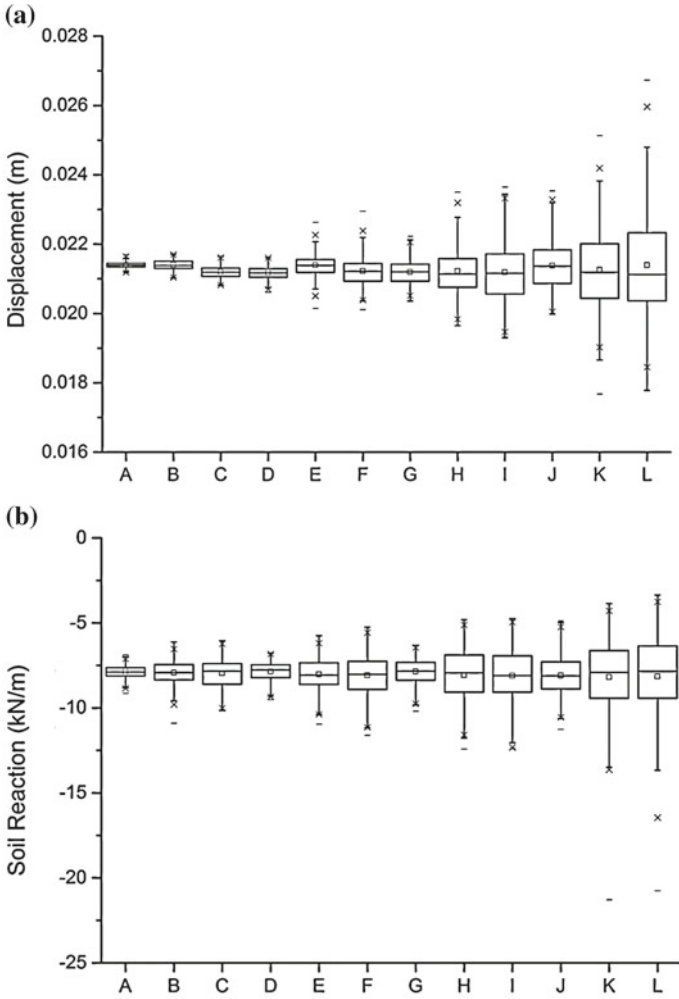 (a)
0.028
0.026
0.024
0.022
0.020
0.018
0.016
Displacement (m)
A B C D E F G H I J K L
(b)
0
-5
-10
-15
-20
-25
Soil Reaction (kN/m)
A B C D E F G H I J K L